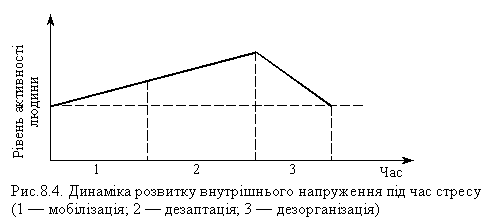 Рівень активності
людини
1 2 3
Час
Рис.8.4. Динаміка розвитку внутрішнього напруження під час стресу
(1 — мобілізація; 2 — дезаптація; 3 — дезорганізація)